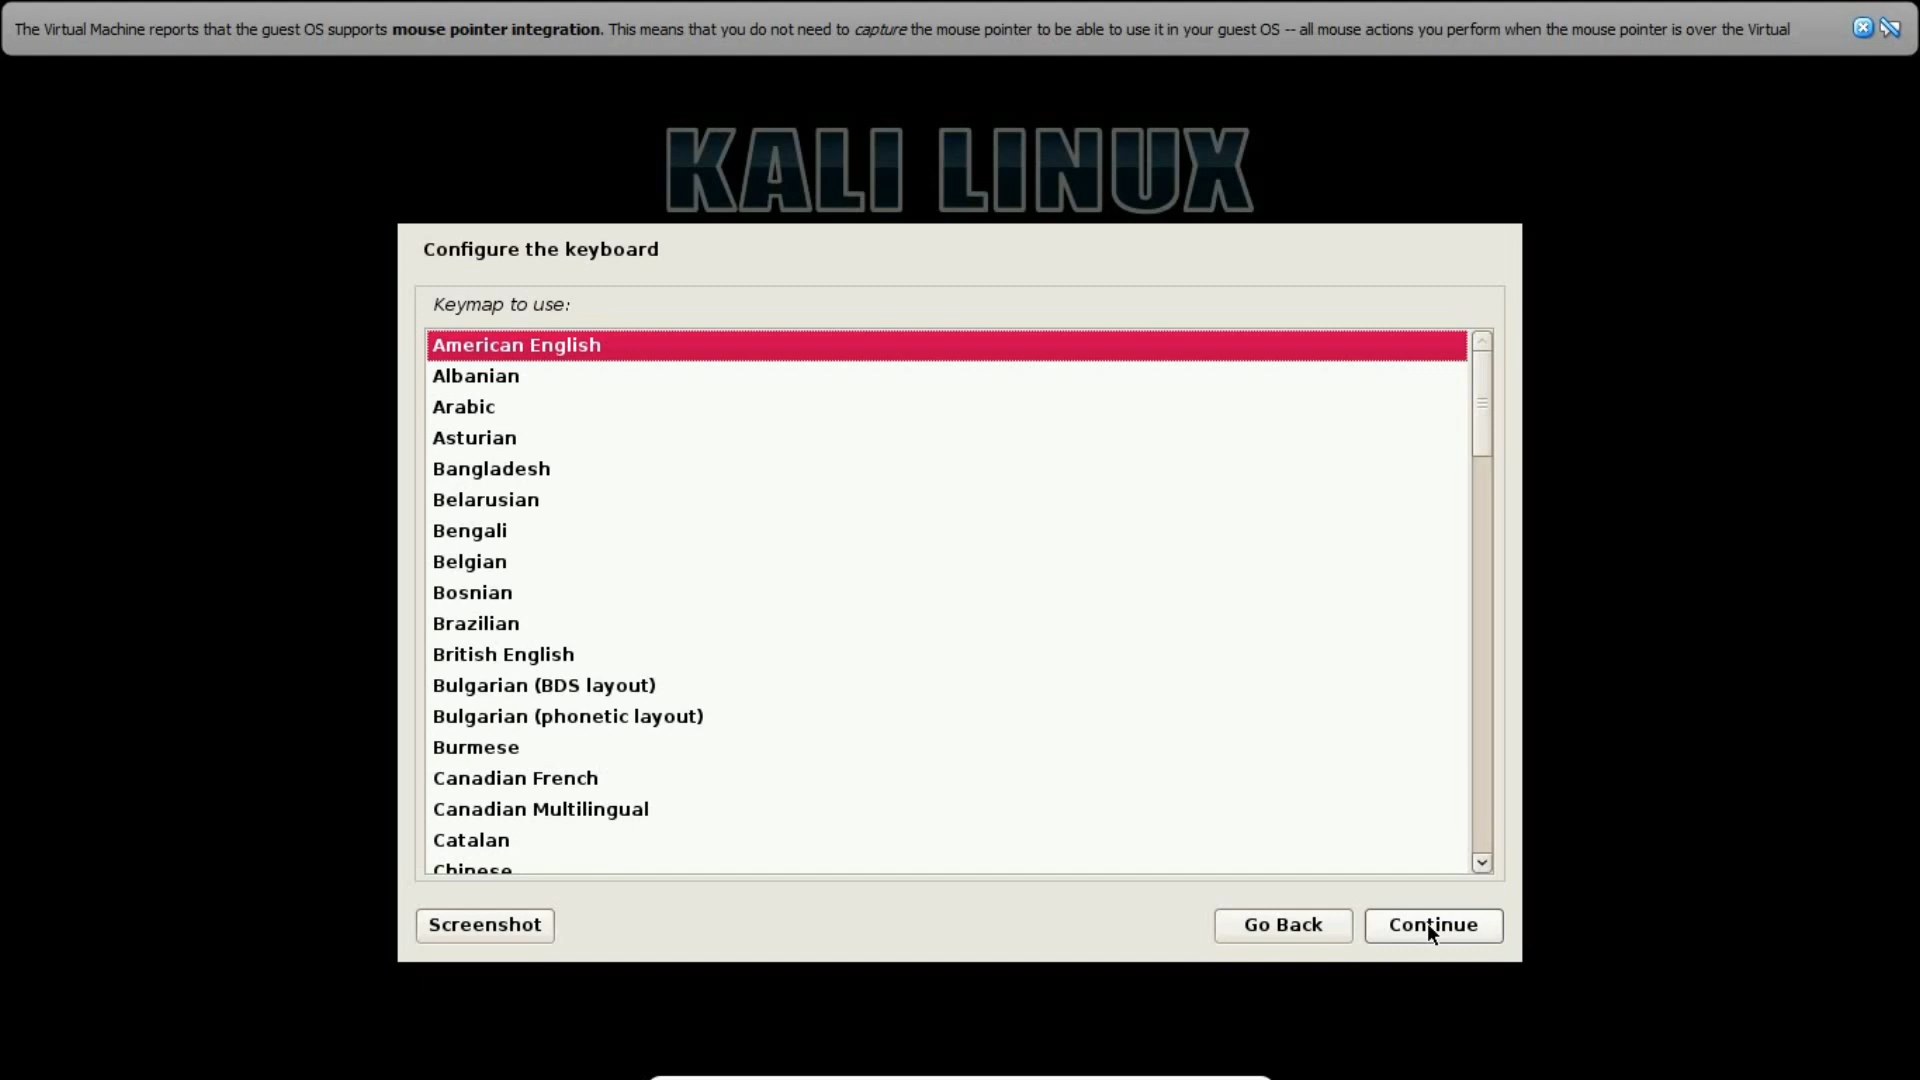 The Virtual Machine reports that the guest OS supports mouse pointer integration. This means that you do not need to capture the mouse pointer to be able to use it in your guest OS -- all mouse actions you perform when the mouse pointer is over the Virtual
KALI LINUX
Configure the keyboard
Keymap to use:
American English
Albanian
Arabic
Asturian
Bangladesh
Belarusian
Bengali
Belgian
Bosnian
Brazilian
British English
Bulgarian (BDS layout)
Bulgarian (phonetic layout)
Burmese
Canadian French
Canadian Multilingual
Catalan
Chinese
Screenshot
Go Back
Continue